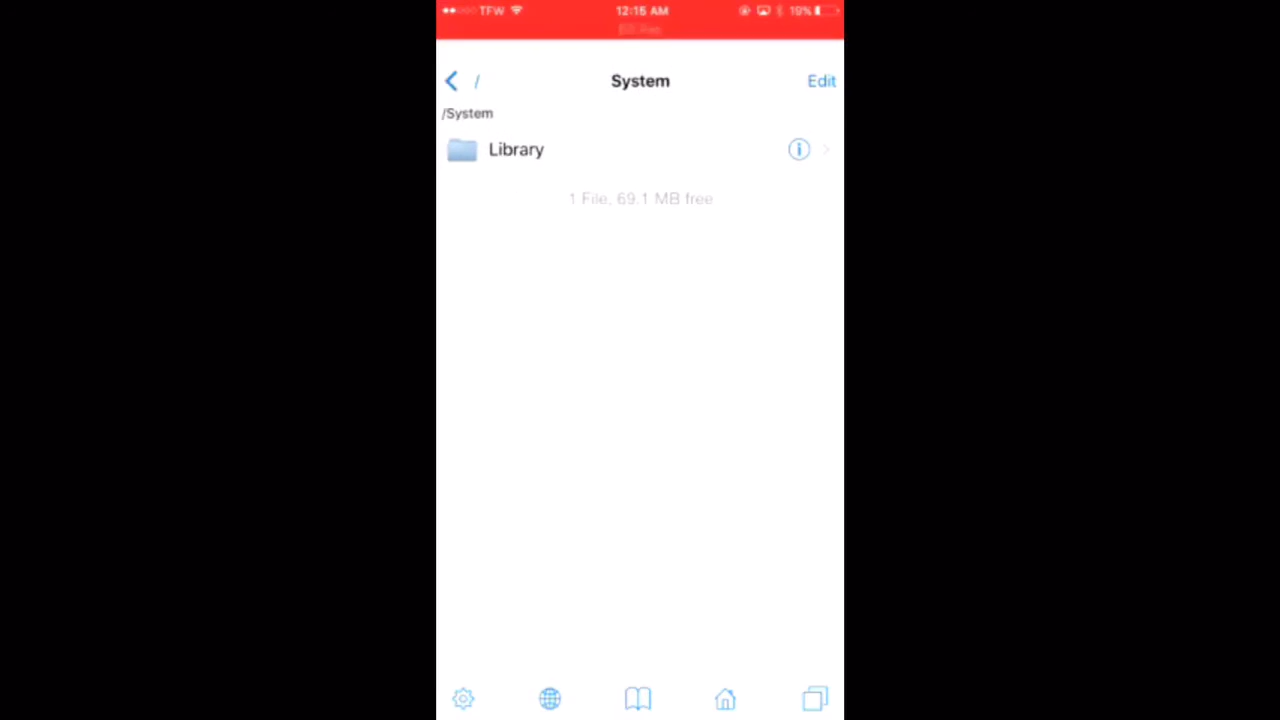 TFW 12:15 AM 19%
/ System Edit
/System
Library
1 File, 69.1 MB free